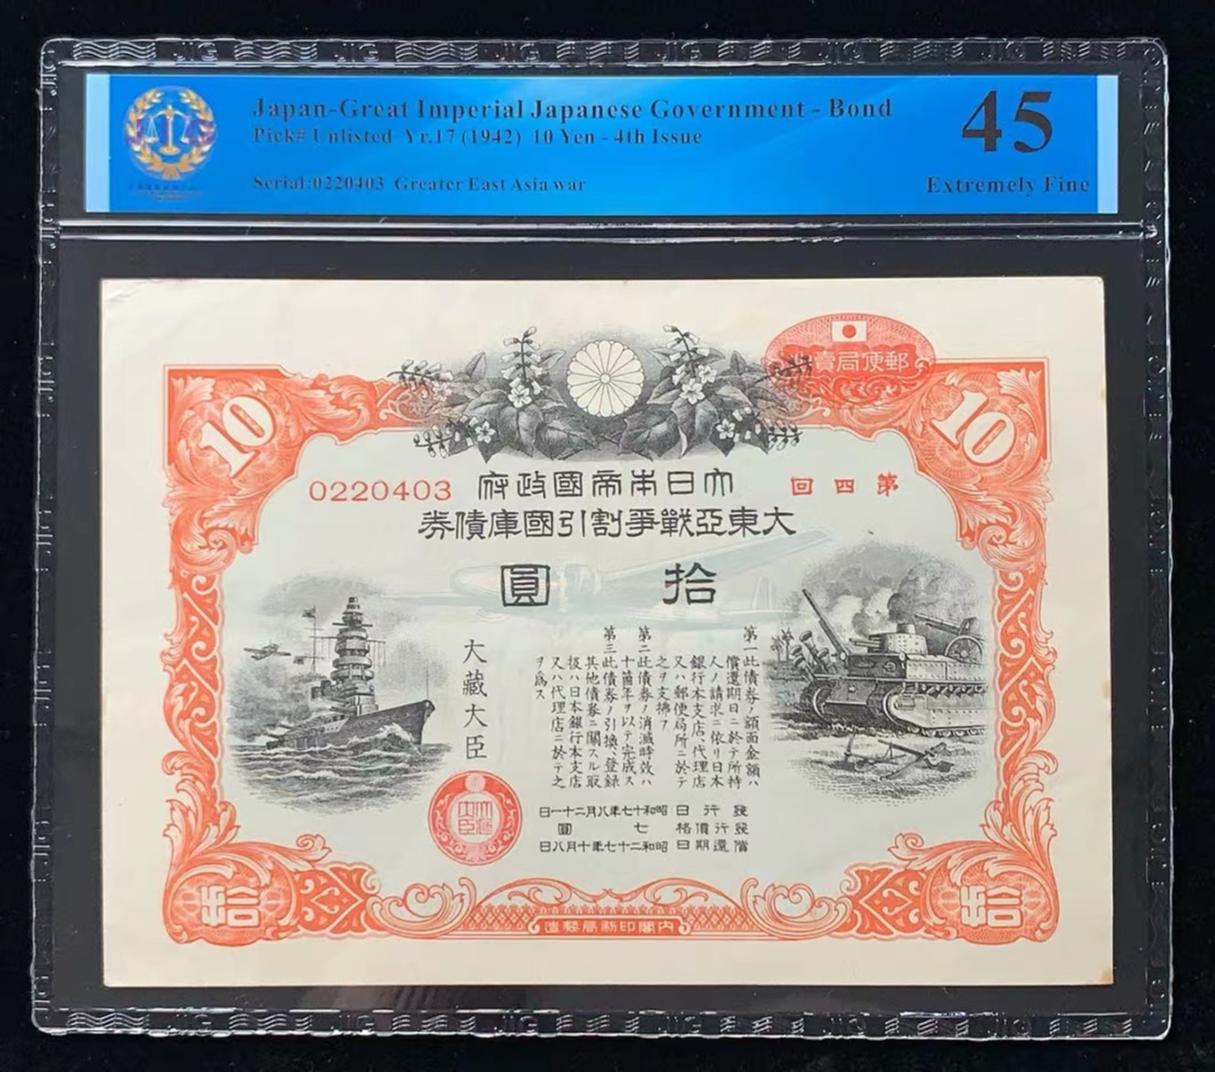 Japan-Great Imperial Japanese Government - Bond
Pick# Unlisted Yr.17 (1942) 10 Yen - 4th Issue
Serial:0220403 Greater East Asia war
45
Extremely Fine
郵便局賣出
10
10
大日本帝國政府
第四回
0220403
大東亞戰爭割引國庫債券
拾圓
第一 此債券ノ額面金額ハ
償還期日ニ於テ所持
人ノ請求ニ依リ日本
銀行本支店、代理店
又ハ郵便局所ニ於テ
之ヲ支拂フ
第二 此債券ノ消滅時效ハ
十箇年ヲ以テ完成ス
第三 此債券ノ引換、登錄
其他債券ニ關スル取
扱ハ日本銀行本支店
又ハ代理店ニ於テ之
ヲ爲ス
大藏大臣
發行日 昭和十七年八月二十一日
發行價格 七圓
償還期日 昭和二十七年十月八日
拾
拾
內閣印刷局製造